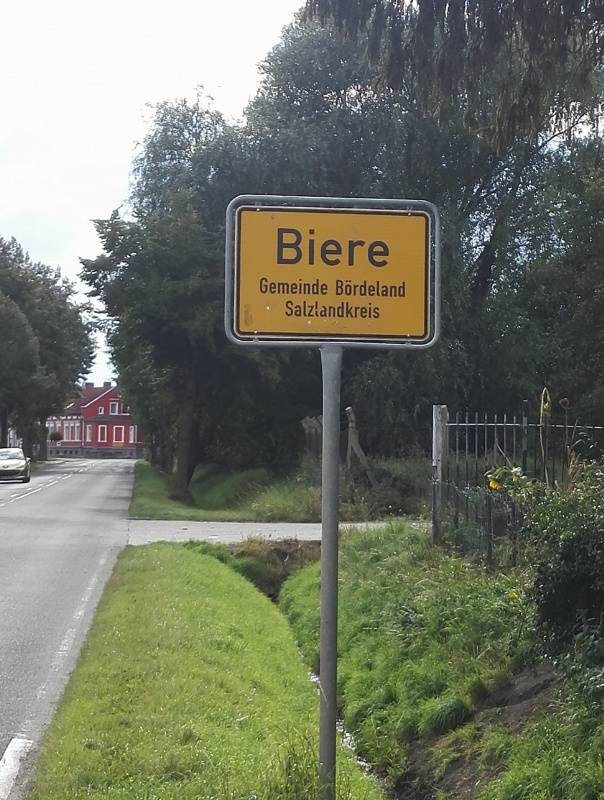 Biere
Gemeinde Bördeland
Salzlandkreis